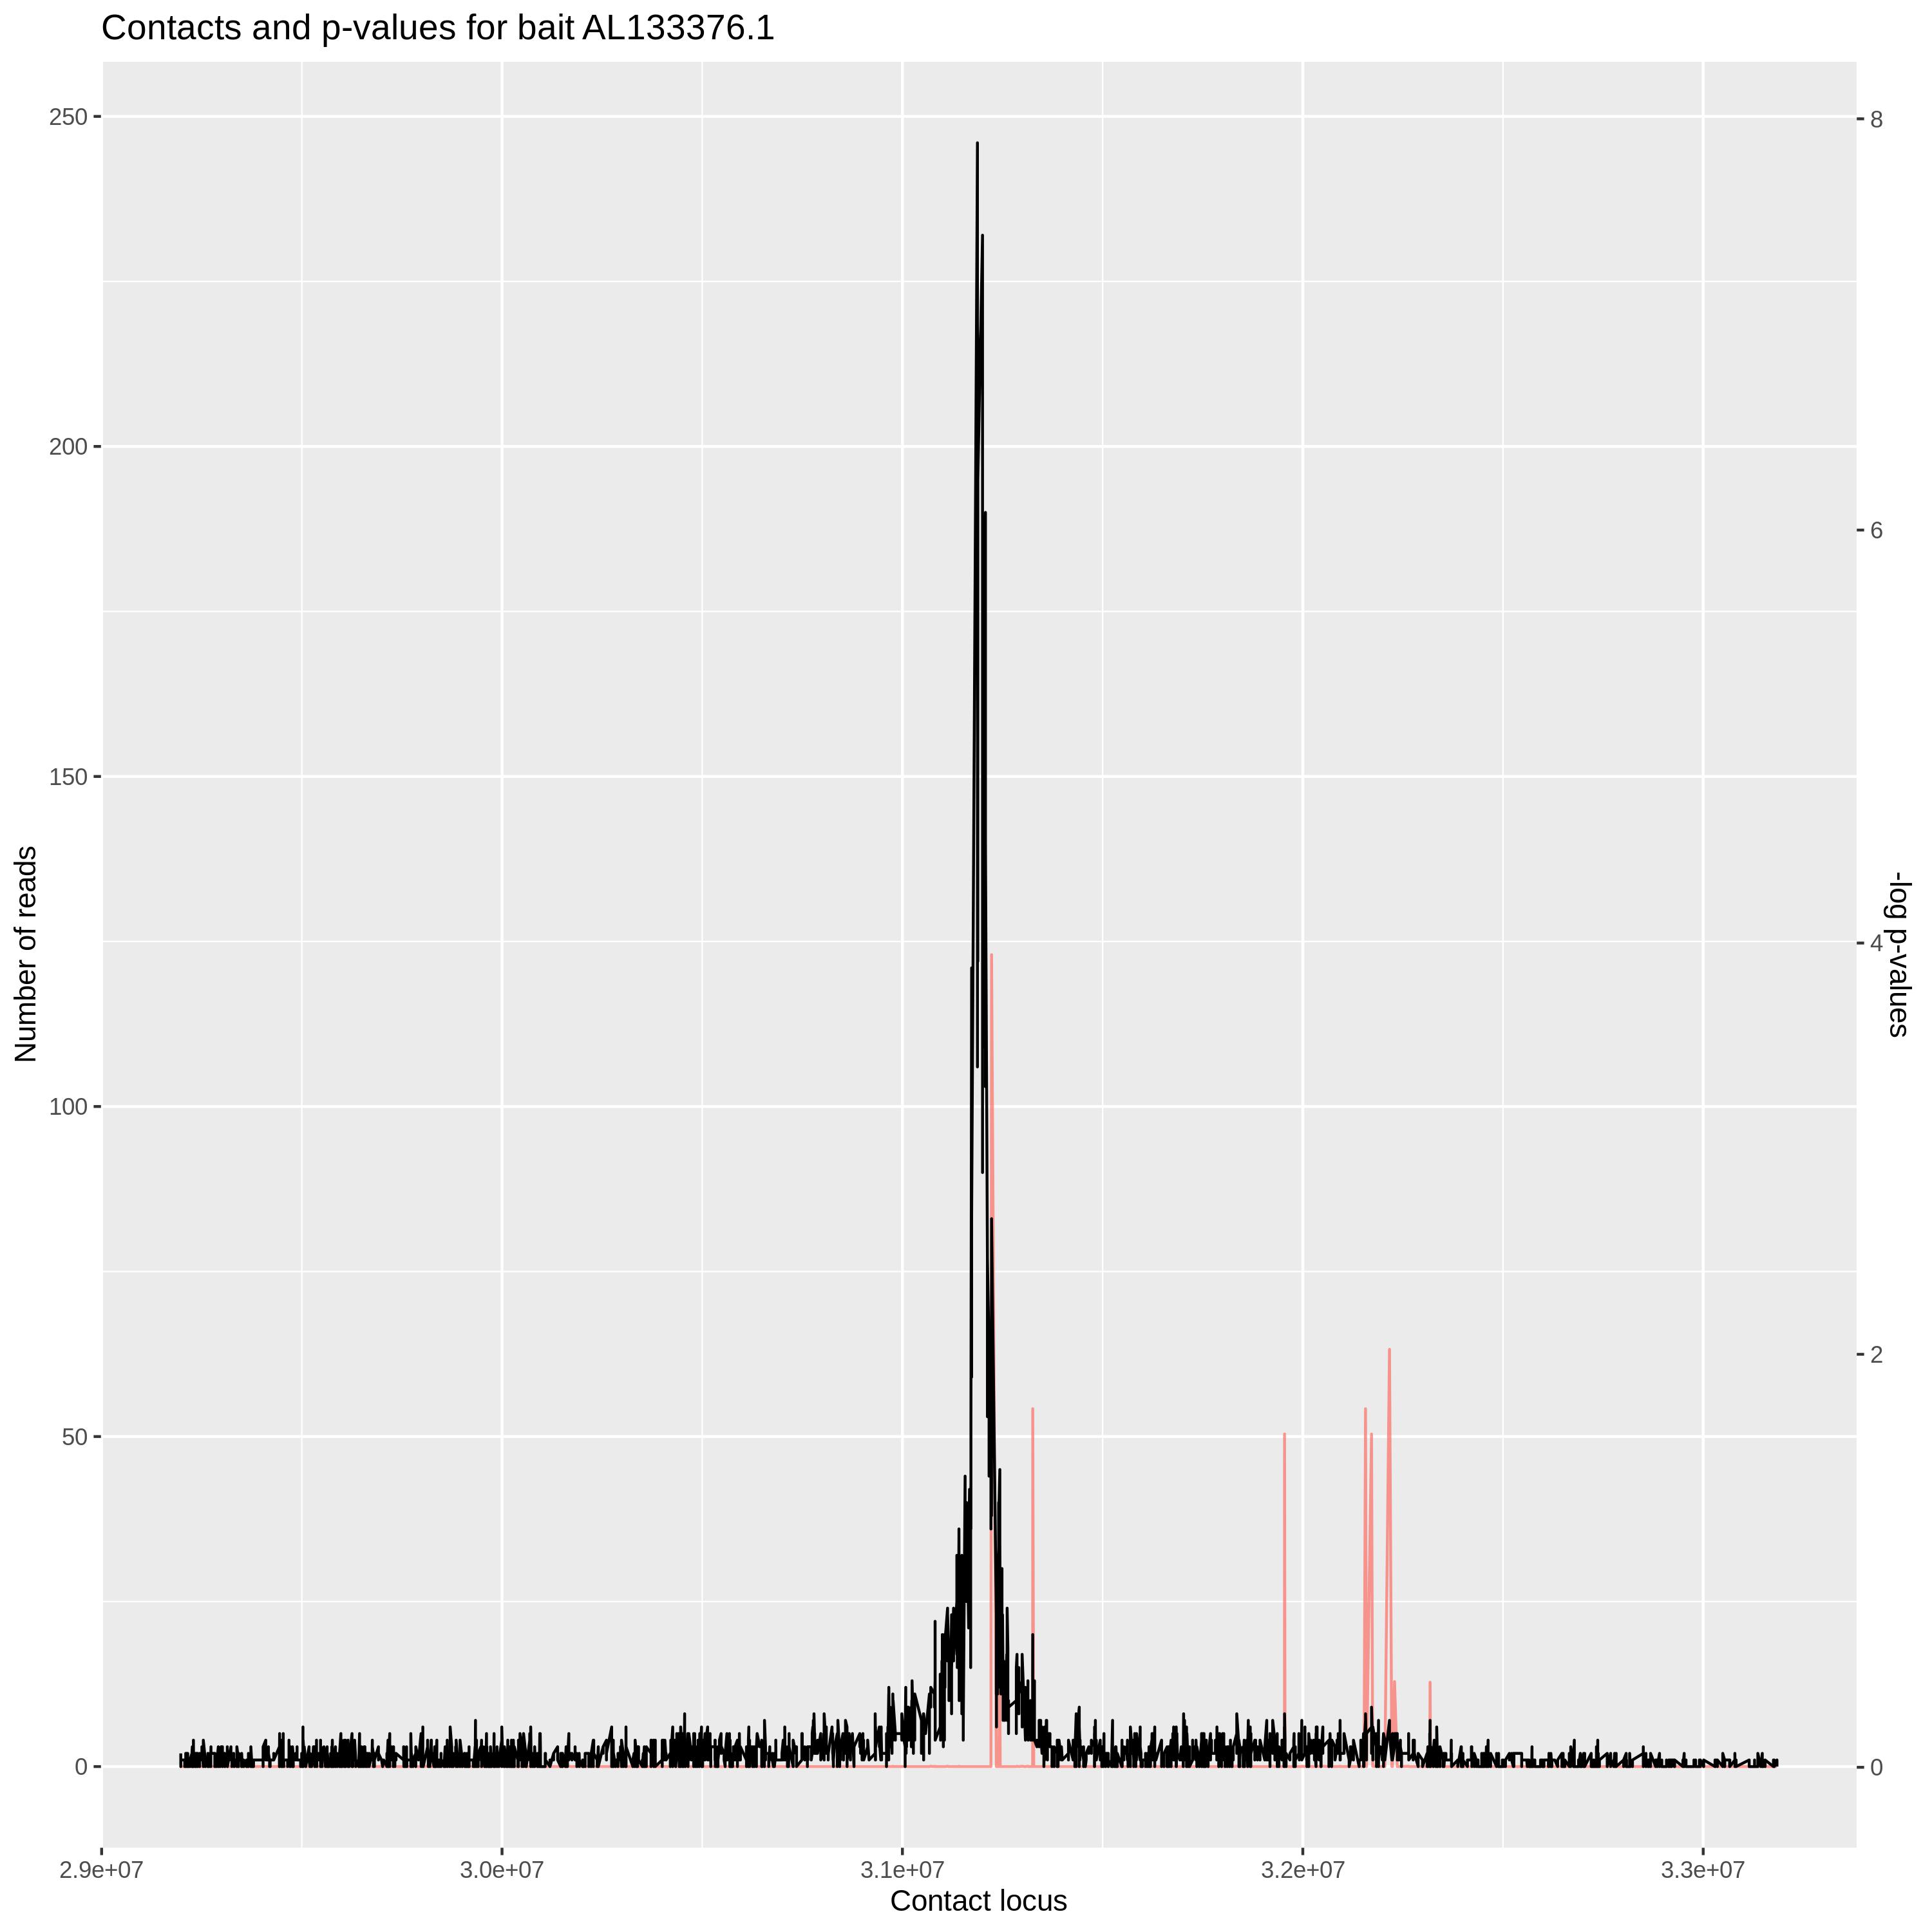 Contacts and p-values for bait AL133376.1
250
200
150
100
50
0
Number of reads
8
6
4
2
0
-log p-values
2.9e+07
3.0e+07
3.1e+07
3.2e+07
3.3e+07
Contact locus